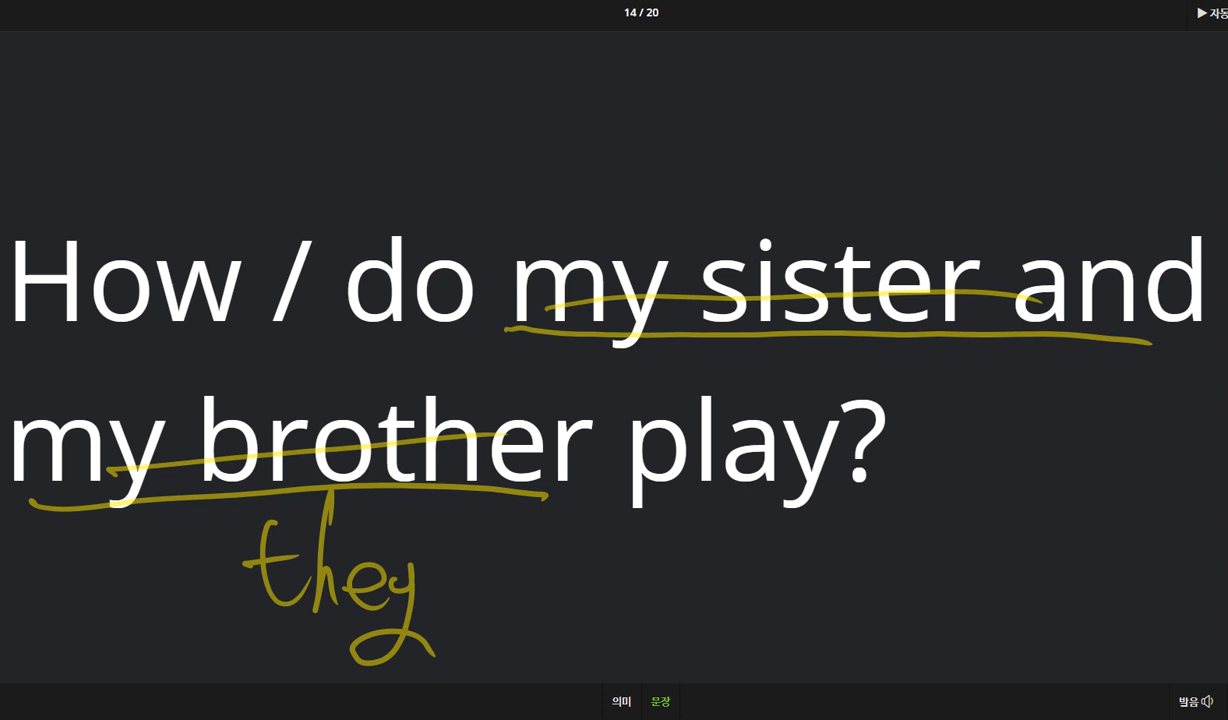 14 / 20
▶ 자동
How / do my sister and
my brother play?
they
의미 문장 발음